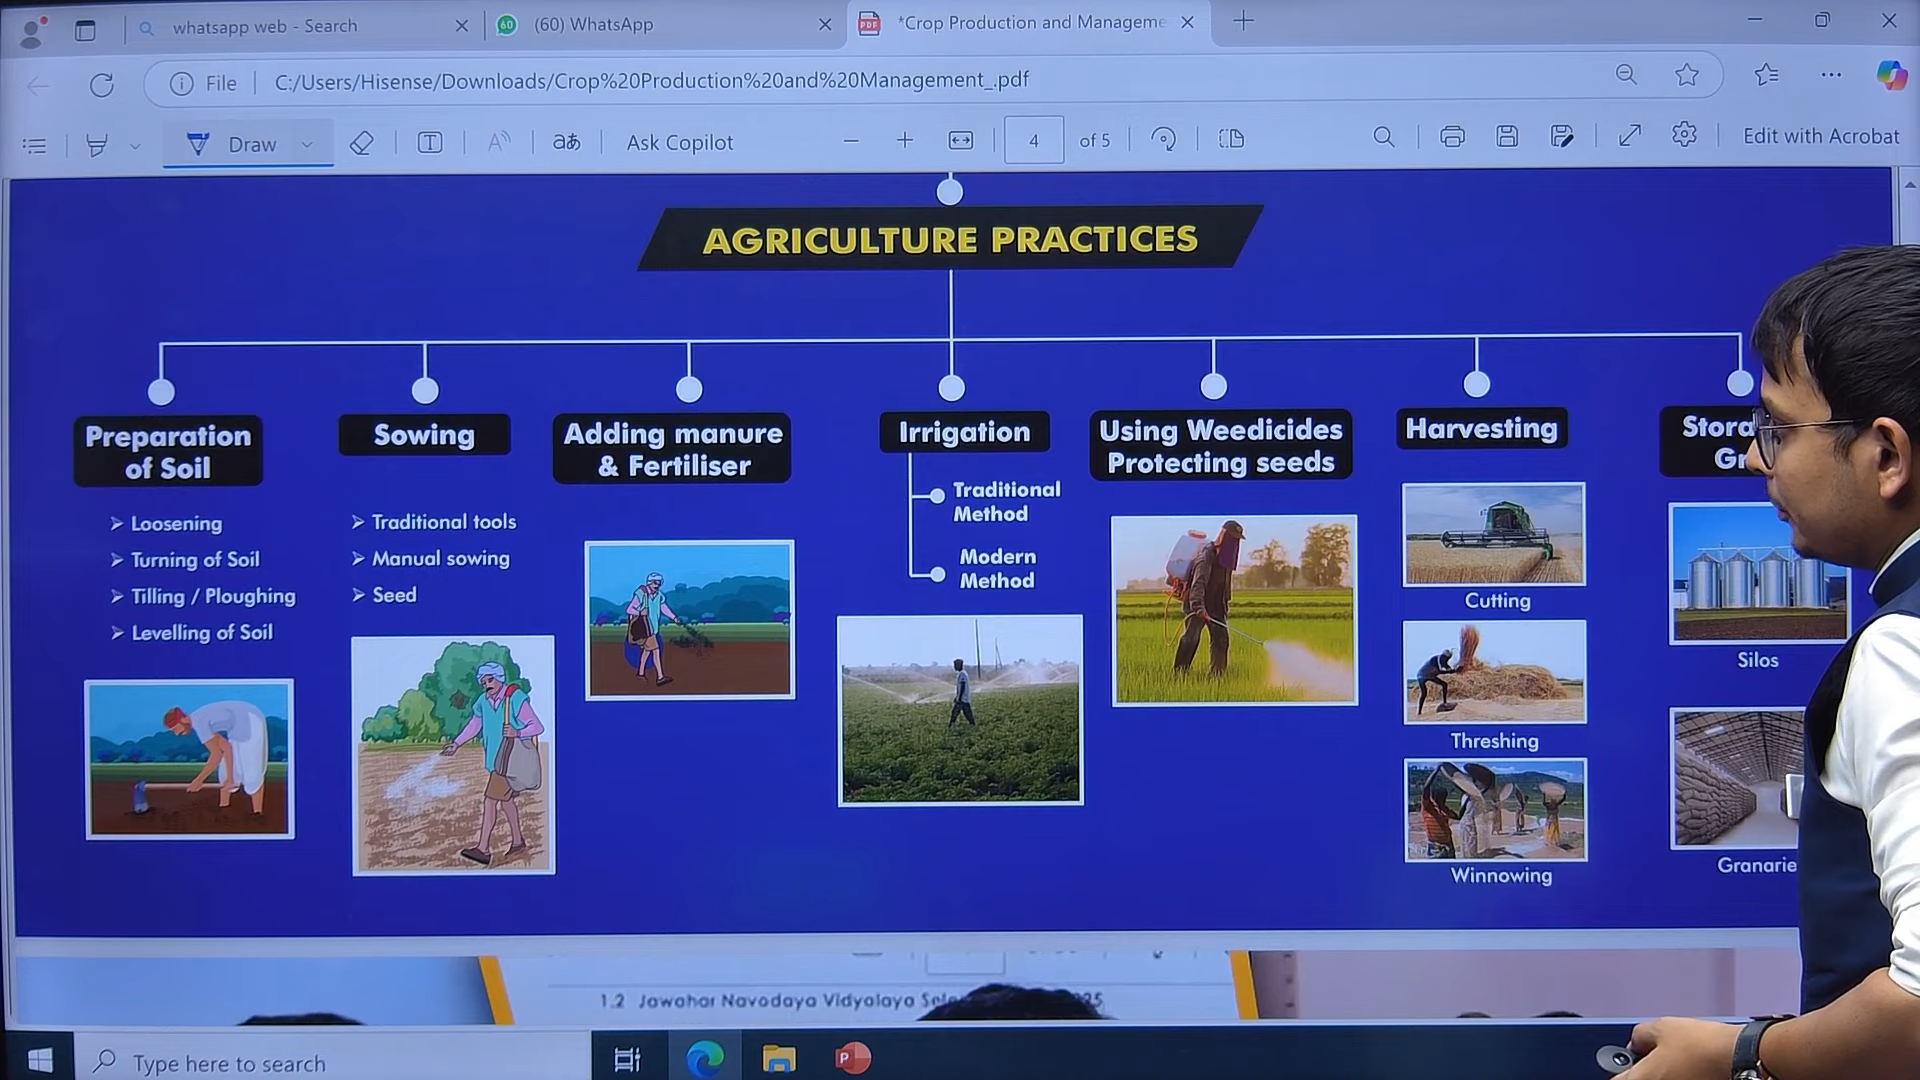 whatsapp web - Search
(60) WhatsApp
*Crop Production and Manageme
File
C:/Users/Hisense/Downloads/Crop%20Production%20and%20Management_.pdf
Draw
Ask Copilot
4 of 5
Edit with Acrobat
AGRICULTURE PRACTICES
Preparation
of Soil
Loosening
Turning of Soil
Tilling / Ploughing
Levelling of Soil
Sowing
Traditional tools
Manual sowing
Seed
Adding manure
& Fertiliser
Irrigation
Traditional
Method
Modern
Method
Using Weedicides
Protecting seeds
Harvesting
Cutting
Threshing
Winnowing
Stora
Gr
Silos
Granarie
1.2 Jawahar Navodaya Vidyalaya
Type here to search